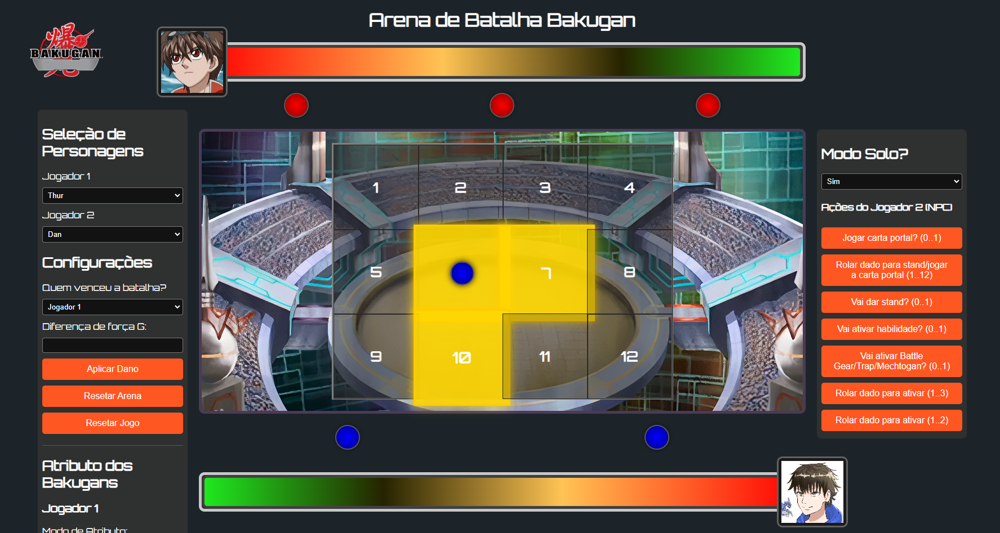 Arena de Batalha Bakugan
爆
BAKUGAN
Seleção de
Personagens
Jogador 1
Thur
Jogador 2
Dan
Configurações
Quem venceu a batalha?
Jogador 1
Diferença de força G:
Aplicar Dano
Resetar Arena
Resetar Jogo
Atributo dos
Bakugans
Jogador 1
Modo de Atributo:
1
2
3
4
5
7
8
9
10
11
12
Modo Solo?
Sim
Ações do Jogador 2 (NPC)
Jogar carta portal? (0..1)
Rolar dado para stand/jogar
a carta portal (1..12)
Vai dar stand? (0..1)
Vai ativar habilidade? (0..1)
Vai ativar Battle
Gear/Trap/Mechtogan? (0..1)
Rolar dado para ativar (1..3)
Rolar dado para ativar (1..2)